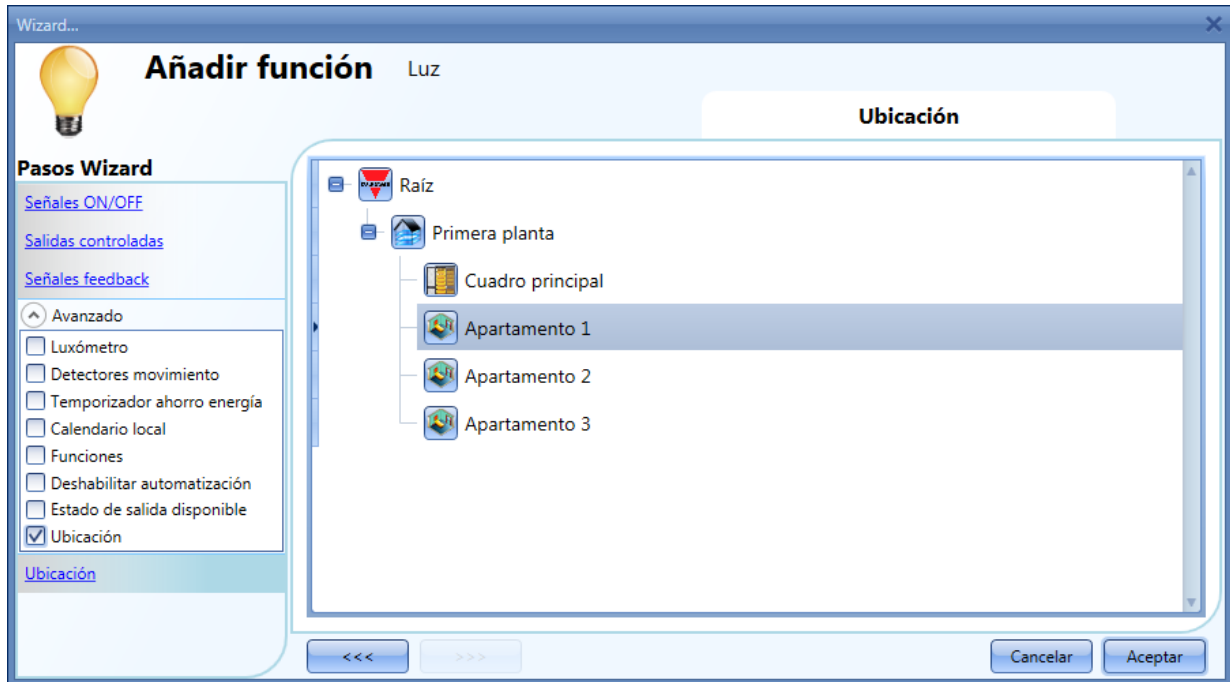 Wizard...
Añadir función Luz
Ubicación
Pasos Wizard
Señales ON/OFF
Salidas controladas
Señales feedback
Avanzado
Luxómetro
Detectores movimiento
Temporizador ahorro energía
Calendario local
Funciones
Deshabilitar automatización
Estado de salida disponible
Ubicación
Ubicación
Raíz
Primera planta
Cuadro principal
Apartamento 1
Apartamento 2
Apartamento 3
<<< >>> Cancelar Aceptar